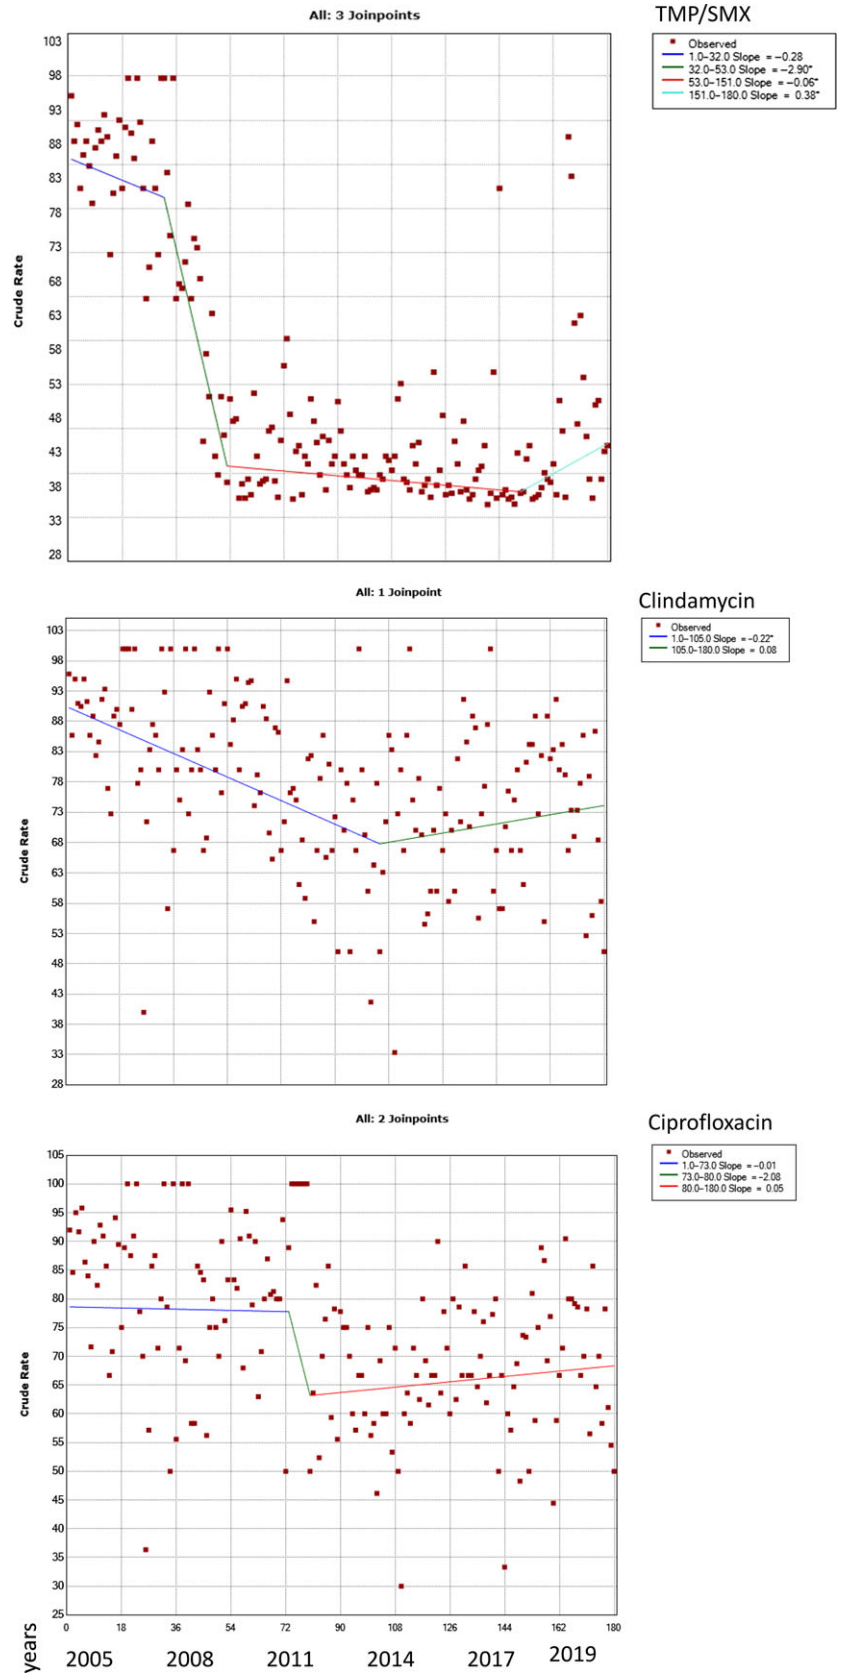 All: 3 Joinpoints
TMP/SMX
Observed
1.0–32.0 Slope = –0.28
32.0–53.0 Slope = –2.90*
53.0–151.0 Slope = –0.06*
151.0–180.0 Slope = 0.38*
Crude Rate
103
98
93
88
83
78
73
68
63
58
53
48
43
38
33
28
All: 1 Joinpoint
Clindamycin
Observed
1.0–105.0 Slope = –0.22*
105.0–180.0 Slope = 0.08
Crude Rate
103
98
93
88
83
78
73
68
63
58
53
48
43
38
33
28
All: 2 Joinpoints
Ciprofloxacin
Observed
1.0–73.0 Slope = –0.01
73.0–80.0 Slope = –2.08
80.0–180.0 Slope = 0.05
Crude Rate
105
100
95
90
85
80
75
70
65
60
55
50
45
40
35
30
25
0 18 36 54 72 90 108 126 144 162 180
years
2005 2008 2011 2014 2017 2019